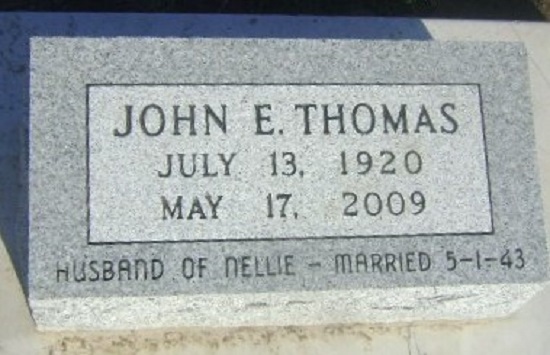 JOHN E. THOMAS
JULY 13, 1920
MAY 17, 2009
HUSBAND OF NELLIE – MARRIED 5-1-43